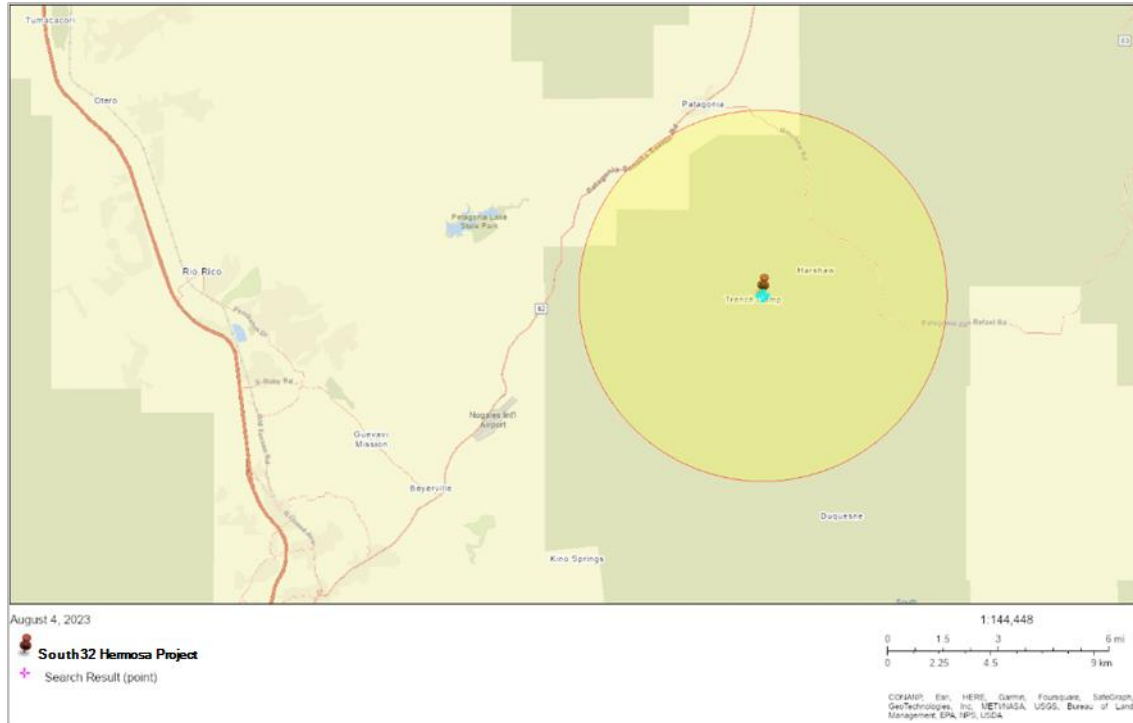 Tumacacori
83
Otero
Patagonia
Patagonia Lake
State Park
Harshaw
Rio Rico
82
Nogales Int'l
Airport
Guevavi
Mission
Beyerville
Duquesne
Kino Springs
South
August 4, 2023
South32 Hermosa Project
Search Result (point)
1:144,448
0 1.5 3 6 mi
0 2.25 4.5 9 km
CONANP, Esri, HERE, Garmin, Foursquare, SafeGraph,
GeoTechnologies, Inc, METI/NASA, USGS, Bureau of Land
Management, EPA, NPS, USDA